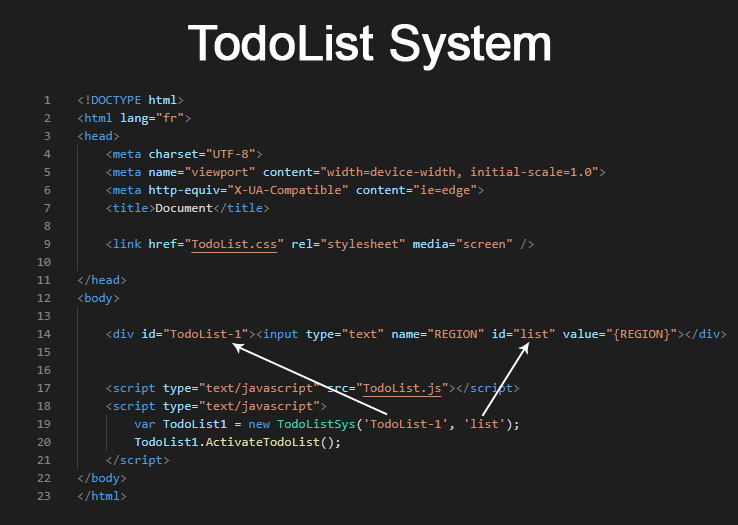 TodoList System
1 <!DOCTYPE html>
2 <html lang="fr">
3 <head>
4 <meta charset="UTF-8">
5 <meta name="viewport" content="width=device-width, initial-scale=1.0">
6 <meta http-equiv="X-UA-Compatible" content="ie=edge">
7 <title>Document</title>
8
9 <link href="TodoList.css" rel="stylesheet" media="screen" />
10
11 </head>
12 <body>
13
14 <div id="TodoList-1"><input type="text" name="REGION" id="list" value="{REGION}"></div>
15
16
17 <script type="text/javascript" src="TodoList.js"></script>
18 <script type="text/javascript">
19 var TodoList1 = new TodoListSys('TodoList-1', 'list');
20 TodoList1.ActivateTodoList();
21 </script>
22 </body>
23 </html>